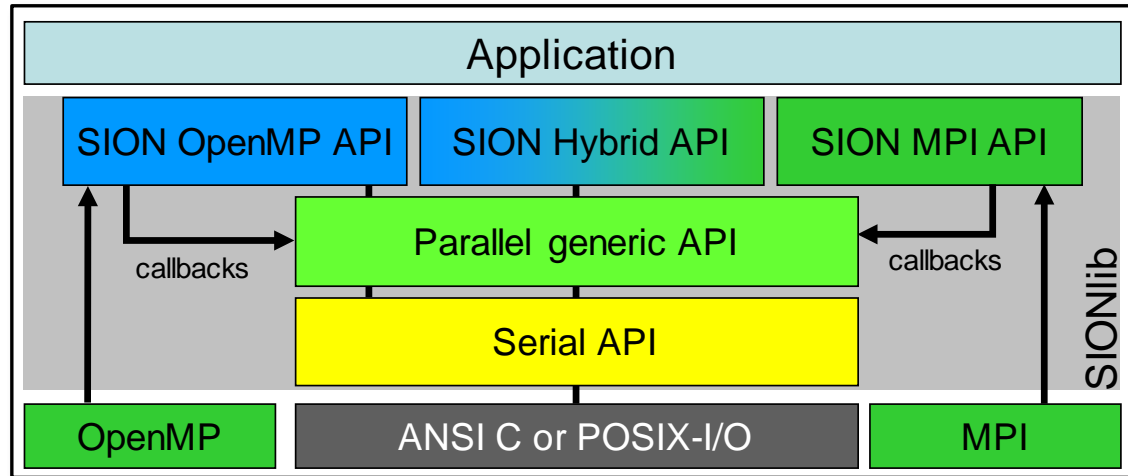 Application
SION OpenMP API
SION Hybrid API
SION MPI API
Parallel generic API
callbacks
callbacks
Serial API
SIONlib
OpenMP
ANSI C or POSIX-I/O
MPI